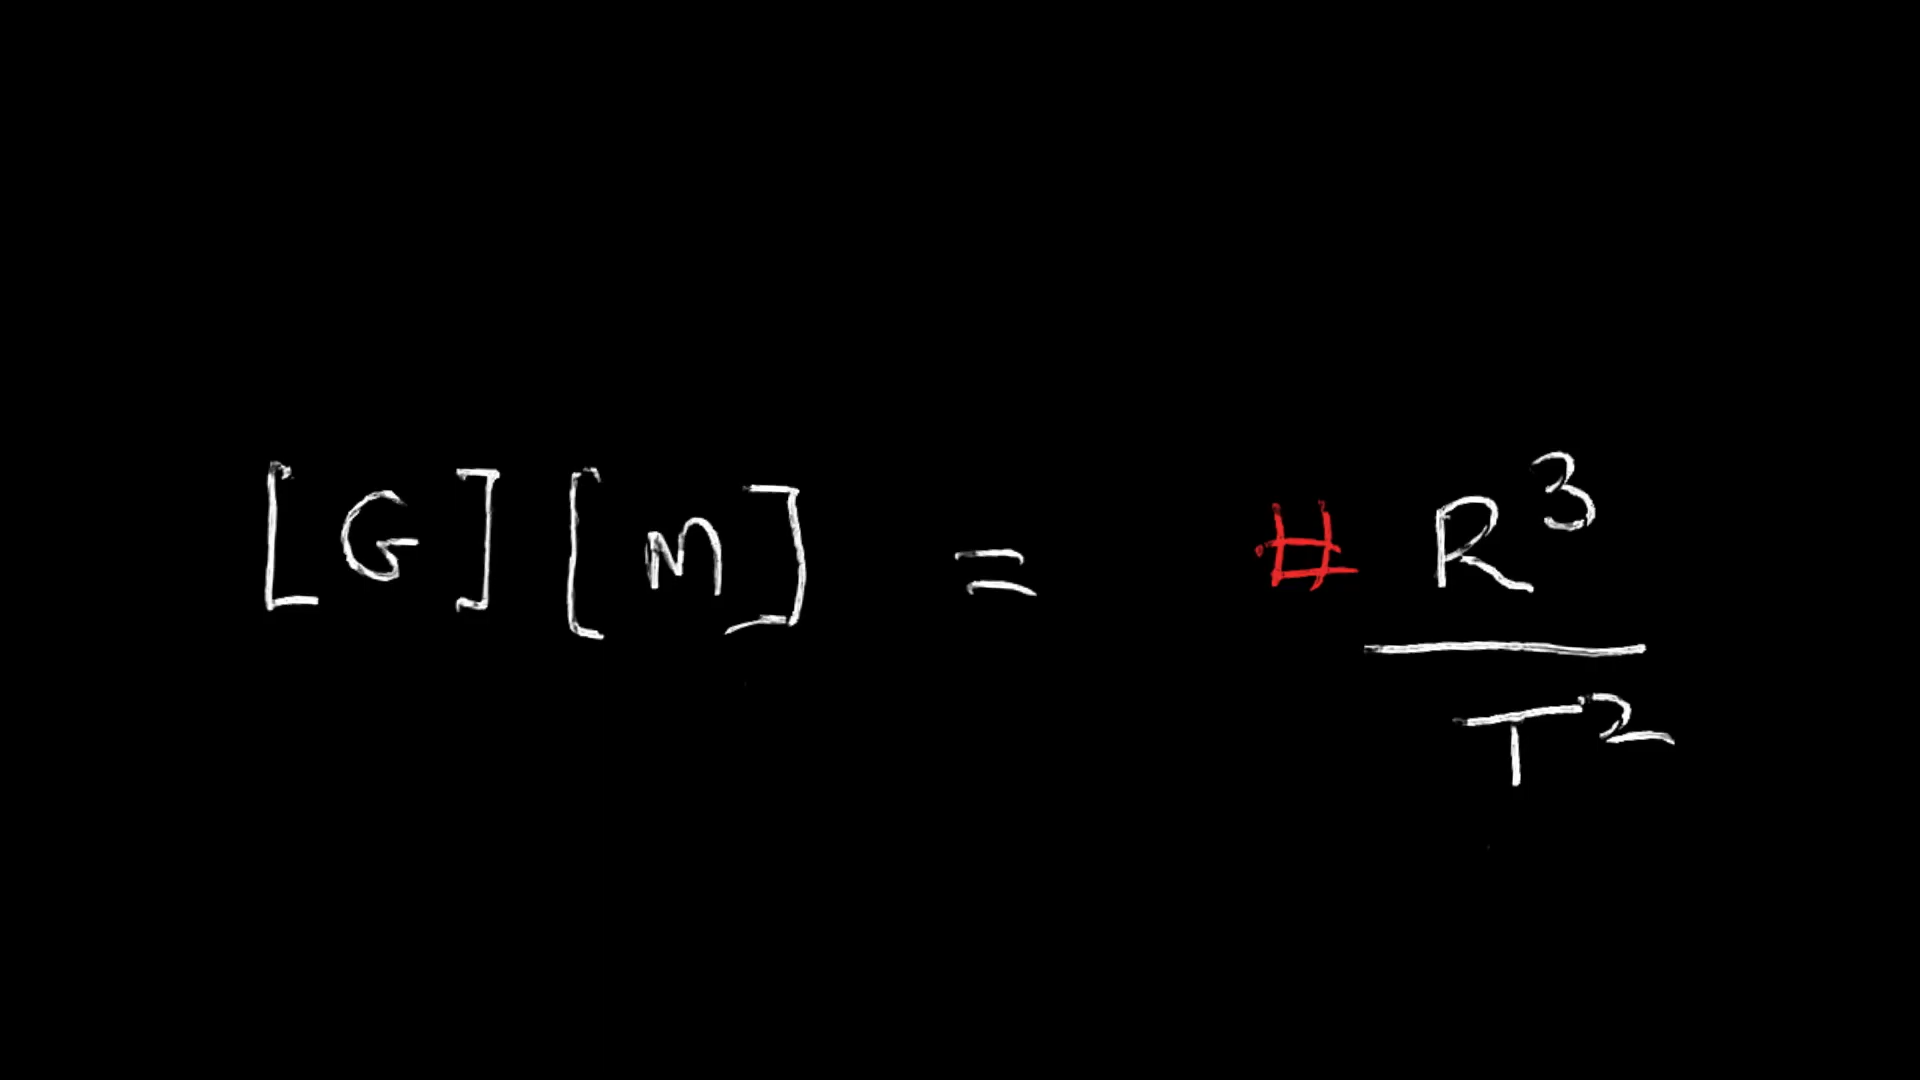 [G] [M] = # R³
T²